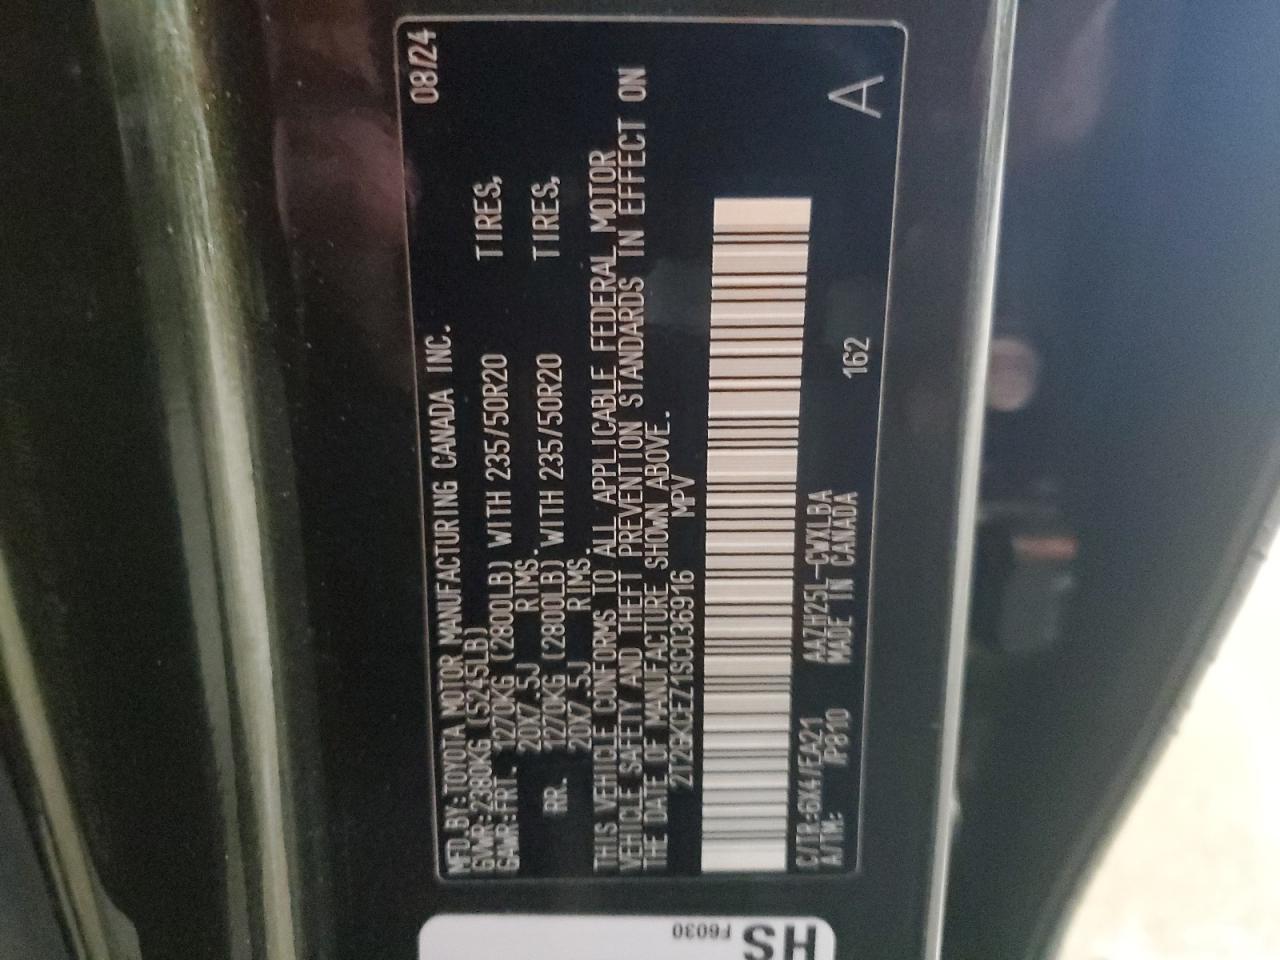 08/24
MFD BY:TOYOTA MOTOR MANUFACTURING CANADA INC.
GVWR:2380KG (5245LB)
GAWR:FRT. 1270KG (2800LB) WITH 235/50R20 TIRES,
20X7.5J RIMS.
RR. 1270KG (2800LB) WITH 235/50R20 TIRES,
20X7.5J RIMS.
THIS VEHICLE CONFORMS TO ALL APPLICABLE FEDERAL MOTOR
VEHICLE SAFETY AND THEFT PREVENTION STANDARDS IN EFFECT ON
THE DATE OF MANUFACTURE SHOWN ABOVE.
2T2GKCEZ1SC036916 MPV
C/TR:6X4/EA21 AAZH25L-CWXLBA 162 A
A/TM: /P810 MADE IN CANADA
HS
F6030